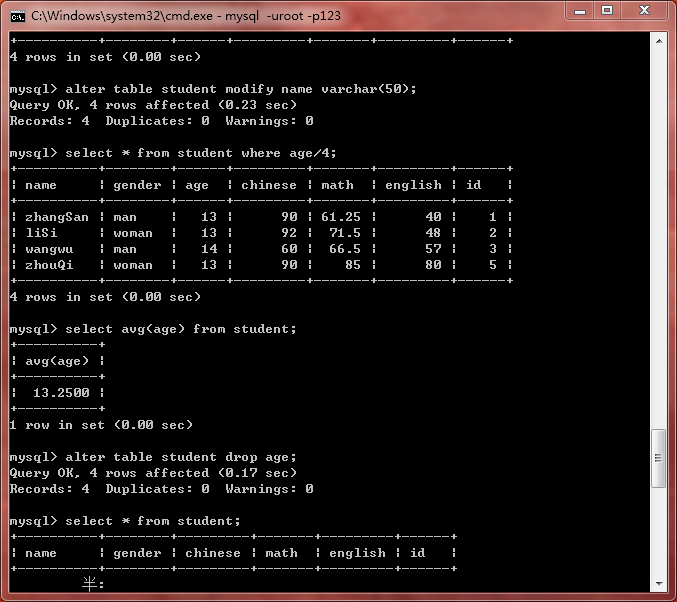 C:\Windows\system32\cmd.exe - mysql  -uroot -p123
+----------+--------+------+---------+-------+---------+------+
4 rows in set (0.00 sec)
mysql> alter table student modify name varchar(50);
Query OK, 4 rows affected (0.23 sec)
Records: 4  Duplicates: 0  Warnings: 0
mysql> select * from student where age/4;
+----------+--------+------+---------+-------+---------+------+
| name     | gender | age  | chinese | math  | english | id   |
+----------+--------+------+---------+-------+---------+------+
| zhangSan | man    |   13 |      90 | 61.25 |      40 |    1 |
| liSi     | woman  |   13 |      92 |  71.5 |      48 |    2 |
| wangwu   | man    |   14 |      60 |  66.5 |      57 |    3 |
| zhouQi   | woman  |   13 |      90 |    85 |      80 |    5 |
+----------+--------+------+---------+-------+---------+------+
4 rows in set (0.00 sec)
mysql> select avg(age) from student;
+----------+
| avg(age) |
+----------+
|  13.2500 |
+----------+
1 row in set (0.00 sec)
mysql> alter table student drop age;
Query OK, 4 rows affected (0.17 sec)
Records: 4  Duplicates: 0  Warnings: 0
mysql> select * from student;
+----------+--------+---------+-------+---------+------+
| name     | gender | chinese | math  | english | id   |
+----------+--------+---------+-------+---------+------+
半: